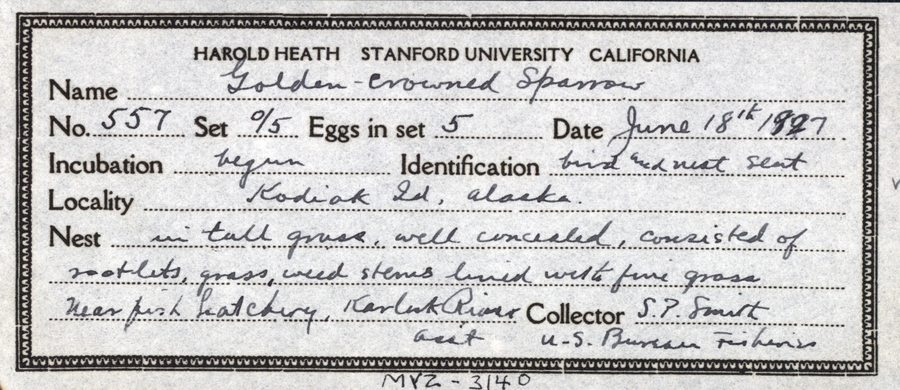 HAROLD HEATH STANFORD UNIVERSITY CALIFORNIA
Name Golden-crowned Sparrow
No. 557 Set 0/5 Eggs in set 5 Date June 18th 1927
Incubation begun Identification bird and nest sent
Locality Kodiak Id, Alaska.
Nest in tall grass, well concealed, consisted of
rootlets, grass, weed stems lined with fine grass
Near fish hatchery, Karluk River Collector S.P. Smith
asst U.S. Bureau Fisheries
MVZ - 3140